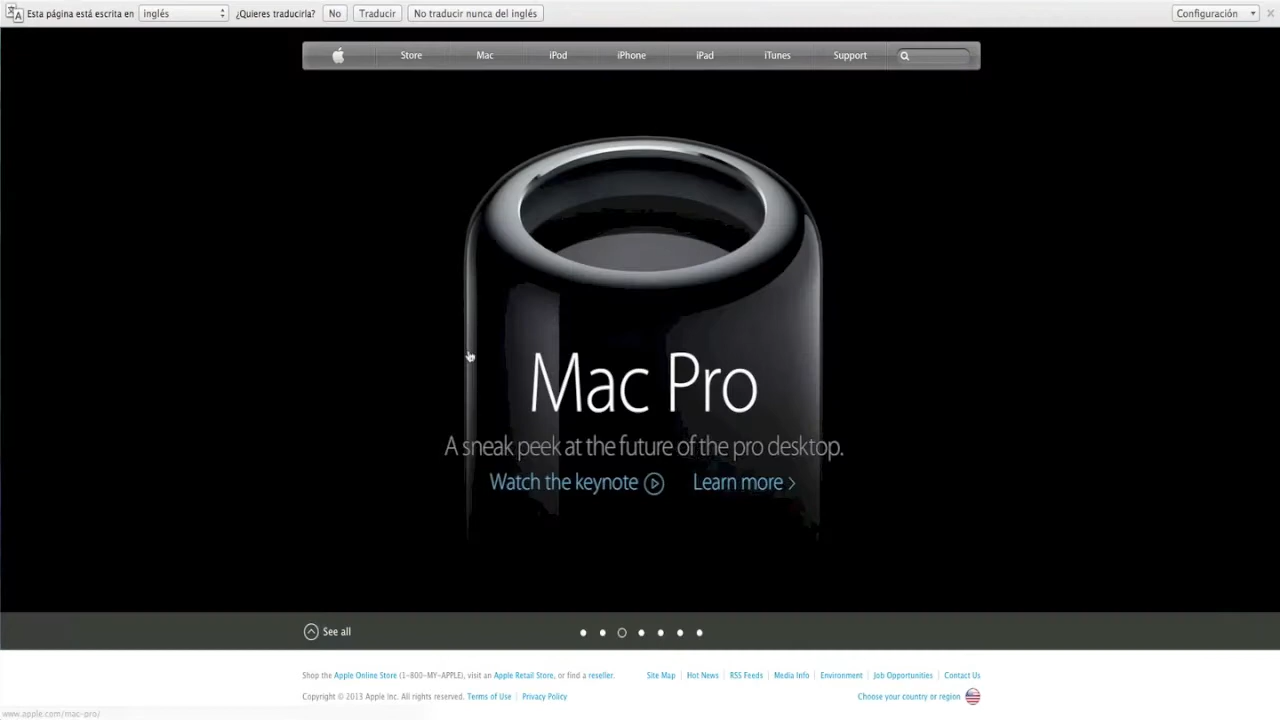 Esta página está escrita en inglés ¿Quieres traducirla? No Traducir No traducir nunca del inglés Configuración
Store Mac iPod iPhone iPad iTunes Support
Mac Pro
A sneak peek at the future of the pro desktop.
Watch the keynote Learn more
See all
Shop the Apple Online Store (1-800-MY-APPLE), visit an Apple Retail Store, or find a reseller. Site Map Hot News RSS Feeds Media Info Environment Job Opportunities Contact Us
Copyright © 2013 Apple Inc. All rights reserved. Terms of Use Privacy Policy Choose your country or region
www.apple.com/mac-pro/